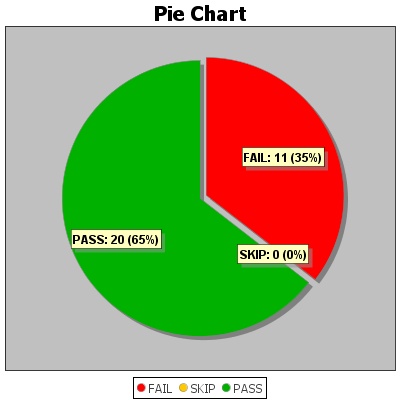 Pie Chart
FAIL: 11 (35%)
PASS: 20 (65%)
SKIP: 0 (0%)
FAIL SKIP PASS